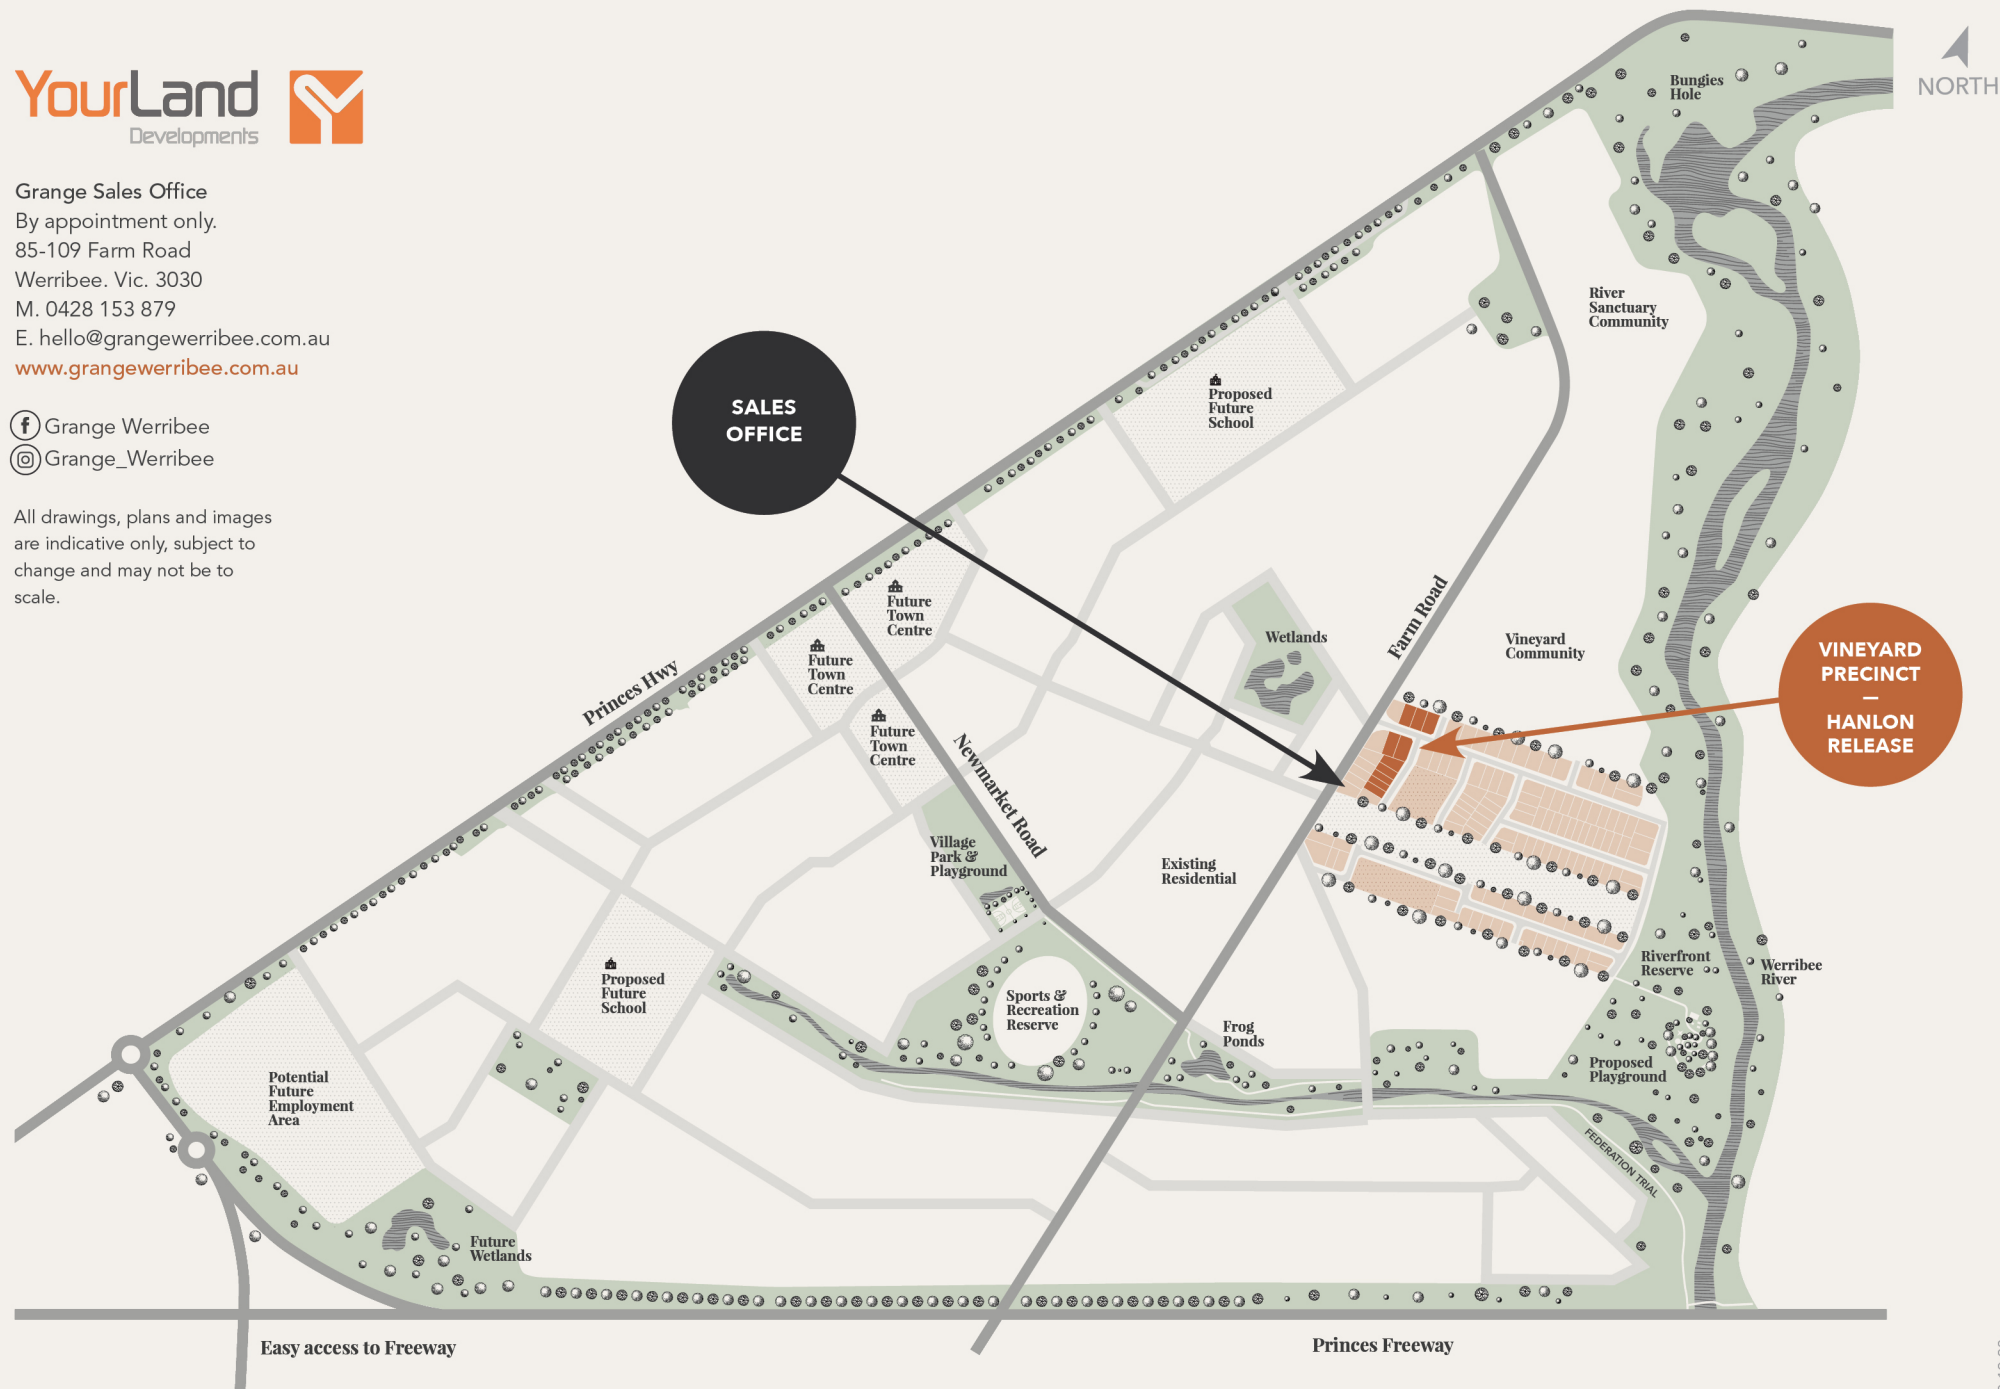 YourLand
Developments
Grange Sales Office
By appointment only.
85-109 Farm Road
Werribee. Vic. 3030
M. 0428 153 879
E. hello@grangewerribee.com.au
www.grangewerribee.com.au
Grange Werribee
Grange_Werribee
All drawings, plans and images
are indicative only, subject to
change and may not be to
scale.
NORTH
Bungies
Hole
River
Sanctuary
Community
SALES
OFFICE
Proposed
Future
School
Future
Town
Centre
Future
Town
Centre
Future
Town
Centre
Princes Hwy
Newmarket Road
Farm Road
Wetlands
Vineyard
Community
VINEYARD
PRECINCT
—
HANLON
RELEASE
Village
Park &
Playground
Existing
Residential
Proposed
Future
School
Sports &
Recreation
Reserve
Frog
Ponds
Riverfront
Reserve
Werribee
River
Proposed
Playground
Potential
Future
Employment
Area
FEDERATION TRIAL
Future
Wetlands
Easy access to Freeway
Princes Freeway